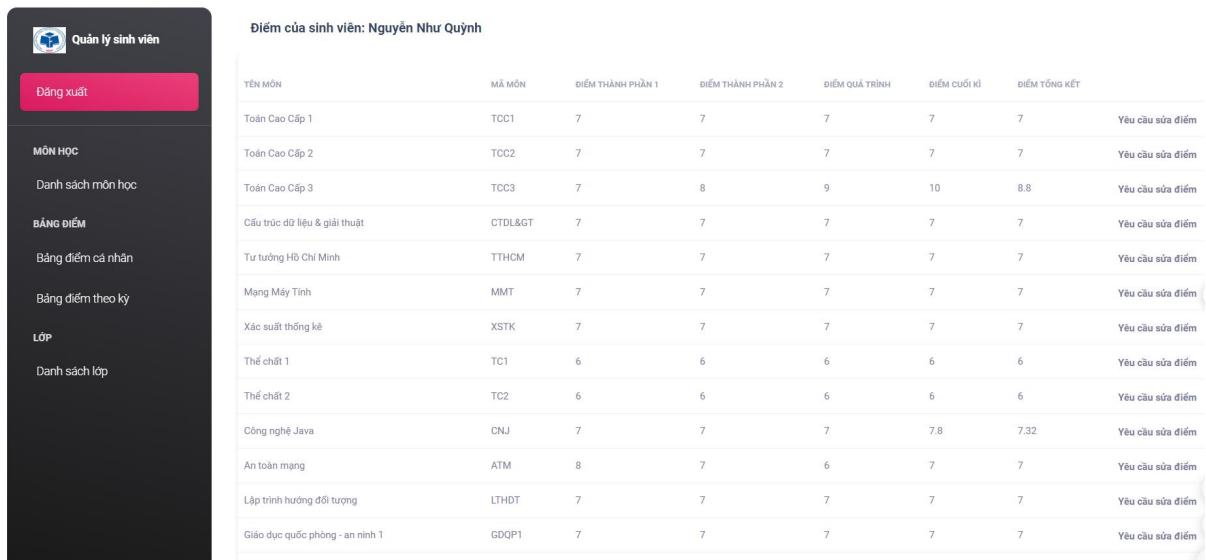 Quản lý sinh viên
Đăng xuất
MÔN HỌC
Danh sách môn học
BẢNG ĐIỂM
Bảng điểm cá nhân
Bảng điểm theo kỳ
LỚP
Danh sách lớp
Điểm của sinh viên: Nguyễn Như Quỳnh
TÊN MÔN MÃ MÔN ĐIỂM THÀNH PHẦN 1 ĐIỂM THÀNH PHẦN 2 ĐIỂM QUÁ TRÌNH ĐIỂM CUỐI KÌ ĐIỂM TỔNG KẾT
Toán Cao Cấp 1 TCC1 7 7 7 7 7 Yêu cầu sửa điểm
Toán Cao Cấp 2 TCC2 7 7 7 7 7 Yêu cầu sửa điểm
Toán Cao Cấp 3 TCC3 7 8 9 10 8.8 Yêu cầu sửa điểm
Cấu trúc dữ liệu & giải thuật CTDL&GT 7 7 7 7 7 Yêu cầu sửa điểm
Tư tưởng Hồ Chí Minh TTHCM 7 7 7 7 7 Yêu cầu sửa điểm
Mạng Máy Tính MMT 7 7 7 7 7 Yêu cầu sửa điểm
Xác suất thống kê XSTK 7 7 7 7 7 Yêu cầu sửa điểm
Thể chất 1 TC1 6 6 6 6 6 Yêu cầu sửa điểm
Thể chất 2 TC2 6 6 6 6 6 Yêu cầu sửa điểm
Công nghệ Java CNJ 7 7 7 7.8 7.32 Yêu cầu sửa điểm
An toàn mạng ATM 8 7 6 7 7 Yêu cầu sửa điểm
Lập trình hướng đối tượng LTHDT 7 7 7 7 7 Yêu cầu sửa điểm
Giáo dục quốc phòng - an ninh 1 GDQP1 7 7 7 7 7 Yêu cầu sửa điểm